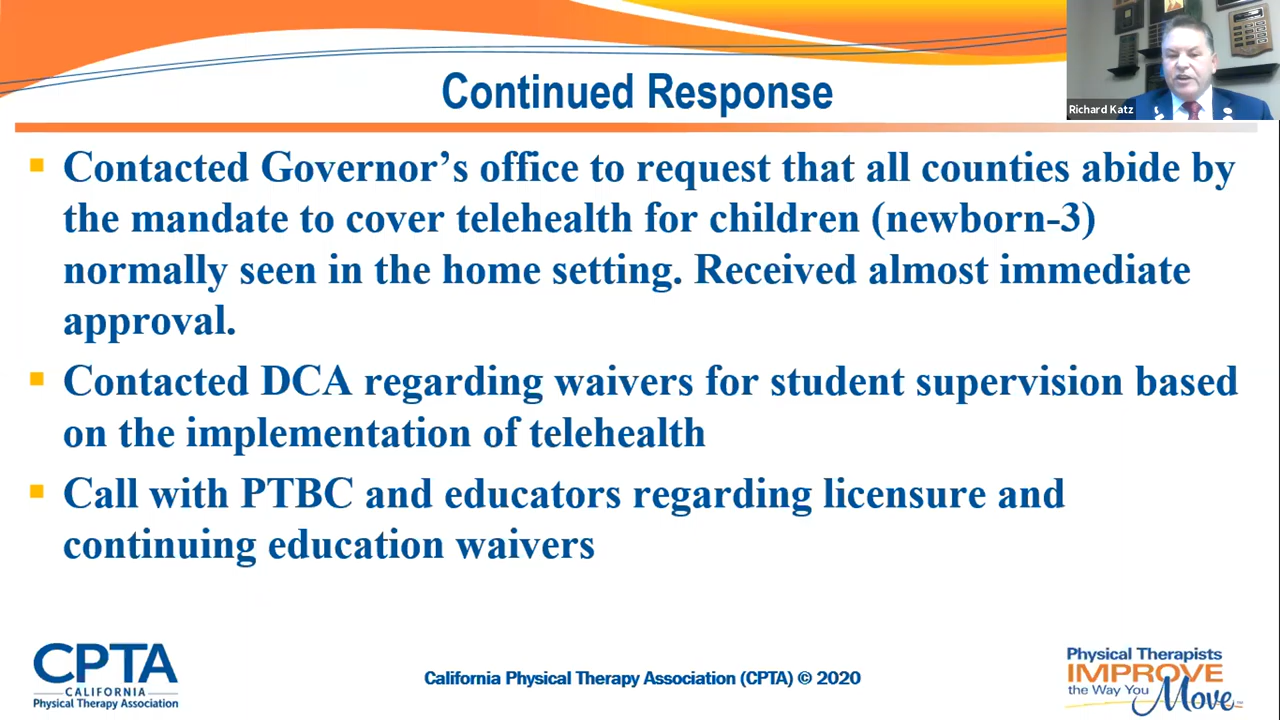 Continued Response
Richard Katz
Contacted Governor’s office to request that all counties abide by
the mandate to cover telehealth for children (newborn-3)
normally seen in the home setting. Received almost immediate
approval.
Contacted DCA regarding waivers for student supervision based
on the implementation of telehealth
Call with PTBC and educators regarding licensure and
continuing education waivers
CPTA
CALIFORNIA
Physical Therapy Association
California Physical Therapy Association (CPTA) © 2020
Physical Therapists
IMPROVE
the Way You
Move